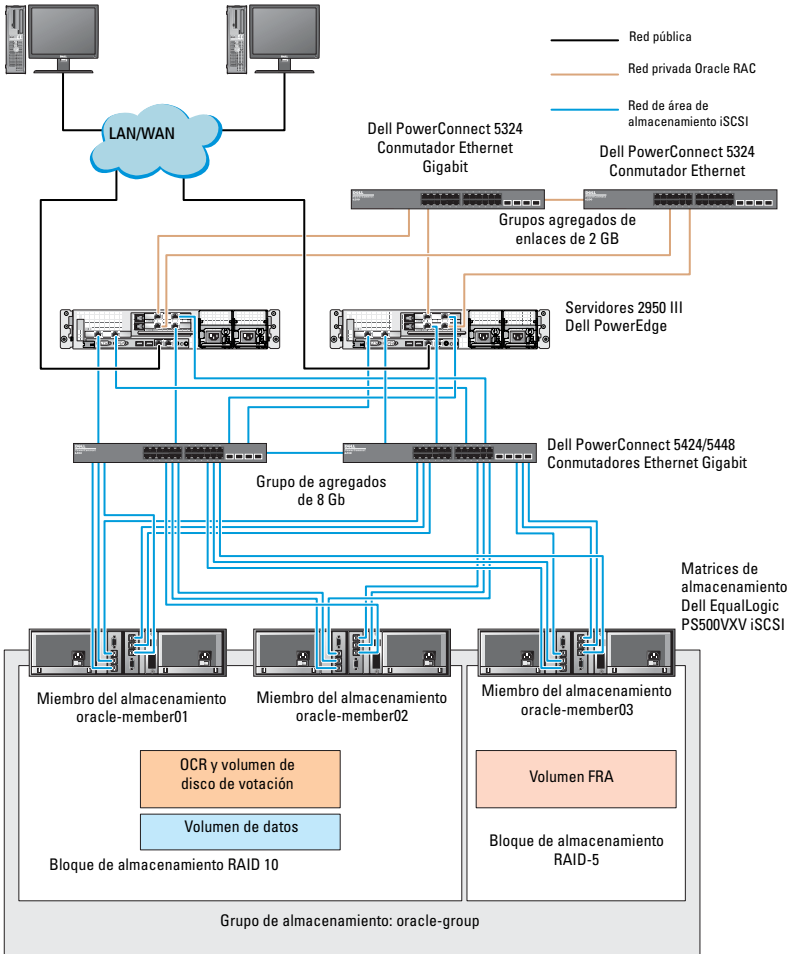 Red pública
Red privada Oracle RAC
Red de área de
almacenamiento iSCSI
LAN/WAN
Dell PowerConnect 5324
Conmutador Ethernet
Gigabit
Dell PowerConnect 5324
Conmutador Ethernet
Grupos agregados de
enlaces de 2 GB
Servidores 2950 III
Dell PowerEdge
Dell PowerConnect 5424/5448
Conmutadores Ethernet Gigabit
Grupo de agregados
de 8 Gb
Matrices de
almacenamiento
Dell EqualLogic
PS500VXV iSCSI
Miembro del almacenamiento
oracle-member01
Miembro del almacenamiento
oracle-member02
Miembro del almacenamiento
oracle-member03
OCR y volumen de
disco de votación
Volumen de datos
Bloque de almacenamiento RAID 10
Volumen FRA
Bloque de almacenamiento
RAID-5
Grupo de almacenamiento: oracle-group